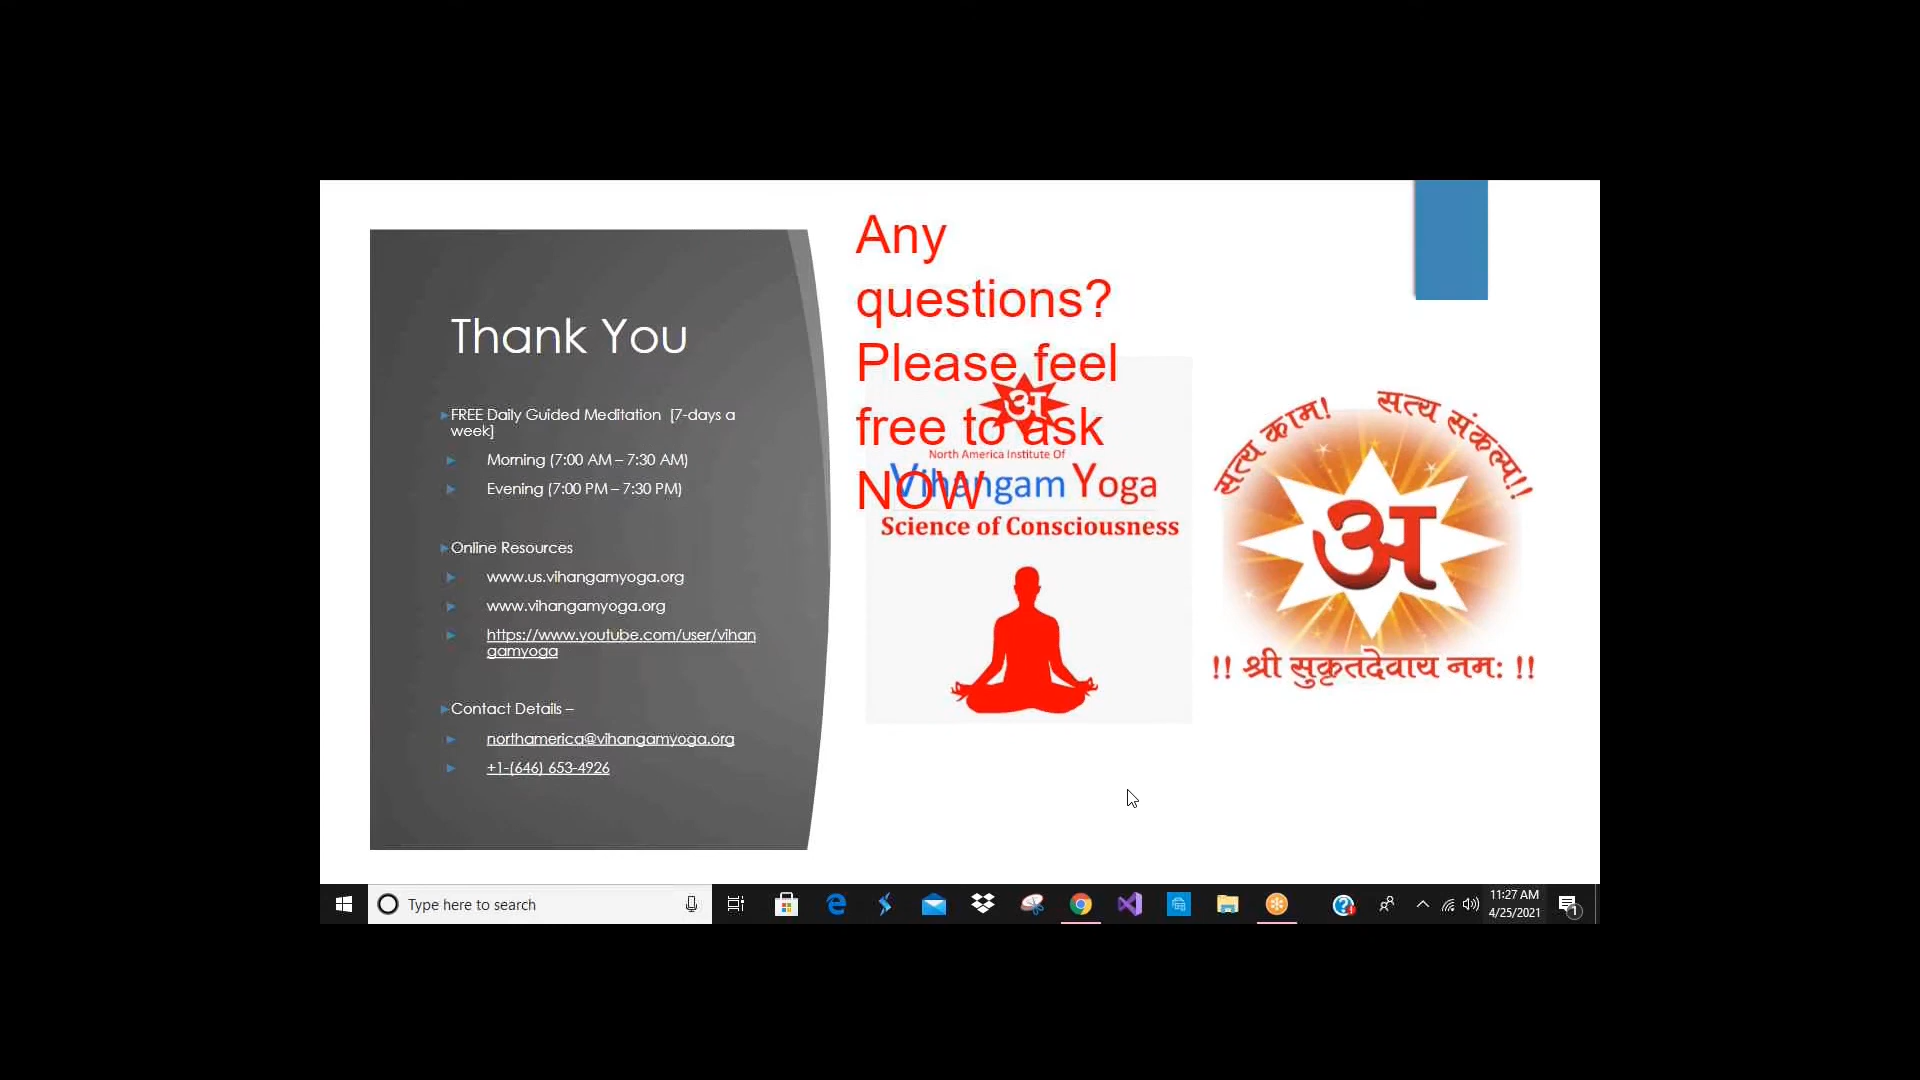 Thank You
FREE Daily Guided Meditation [7-days a
week]
Morning (7:00 AM – 7:30 AM)
Evening (7:00 PM – 7:30 PM)
Online Resources
www.us.vihangamyoga.org
www.vihangamyoga.org
https://www.youtube.com/user/vihan
gamyoga
Contact Details –
northamerica@vihangamyoga.org
+1-(646) 653-4926
Any
questions?
Please feel
free to ask
NOW
अ
North America Institute Of
Vihangam Yoga
Science of Consciousness
सत्य काम! सत्य संकल्प!!
अ
!! श्री सुकृतदेवाय नमः !!
Type here to search
11:27 AM
4/25/2021
1